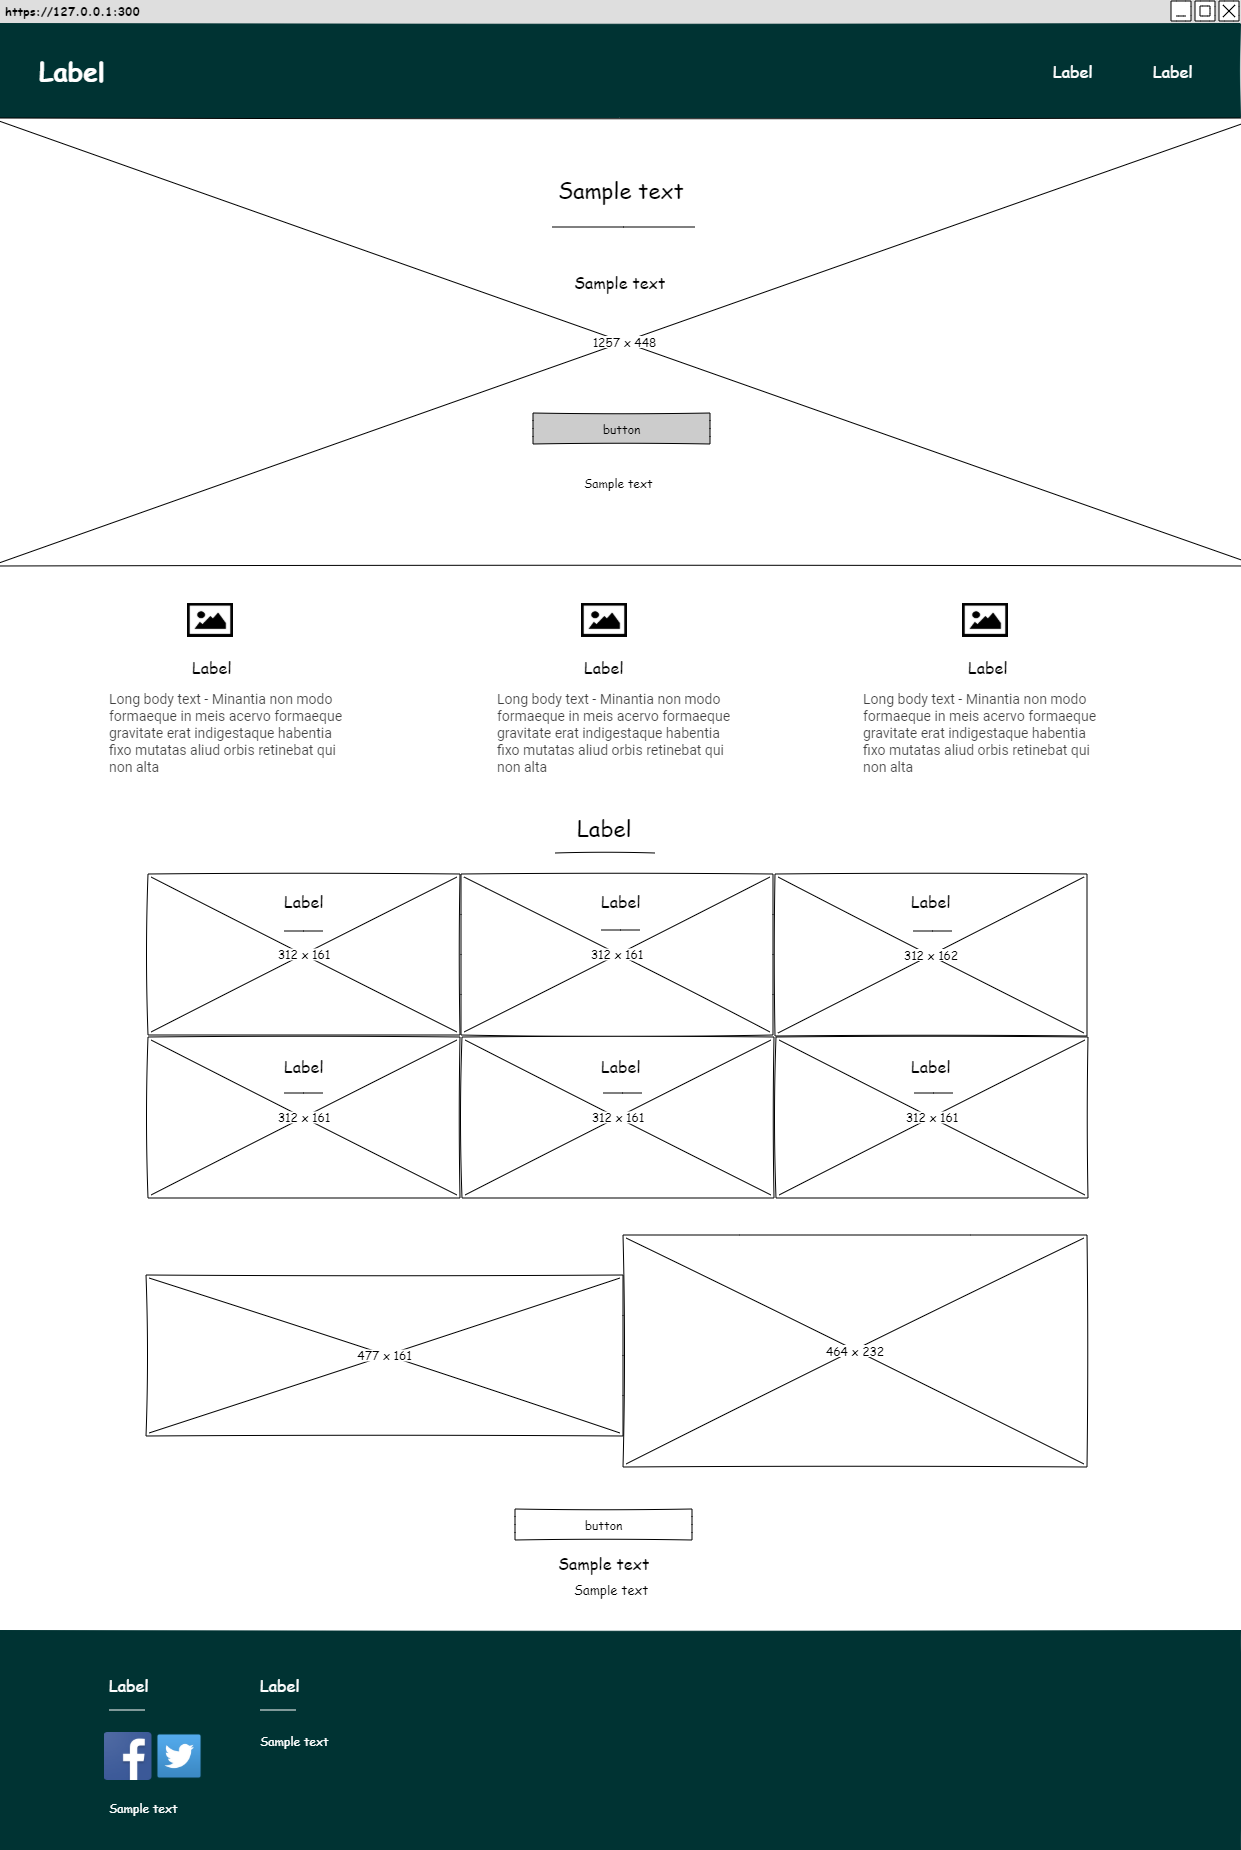 https://127.0.0.1:300
Label
Label
Label
Sample text
Sample text
1257 x 448
button
Sample text
Label
Long body text - Minantia non modo
formaeque in meis acervo formaeque
gravitate erat indigestaque habentia
fixo mutatas aliud orbis retinebat qui
non alta
Label
Long body text - Minantia non modo
formaeque in meis acervo formaeque
gravitate erat indigestaque habentia
fixo mutatas aliud orbis retinebat qui
non alta
Label
Long body text - Minantia non modo
formaeque in meis acervo formaeque
gravitate erat indigestaque habentia
fixo mutatas aliud orbis retinebat qui
non alta
Label
Label
312 x 161
Label
312 x 161
Label
312 x 162
Label
312 x 161
Label
312 x 161
Label
312 x 161
477 x 161
464 x 232
button
Sample text
Sample text
Label
Sample text
Label
Sample text